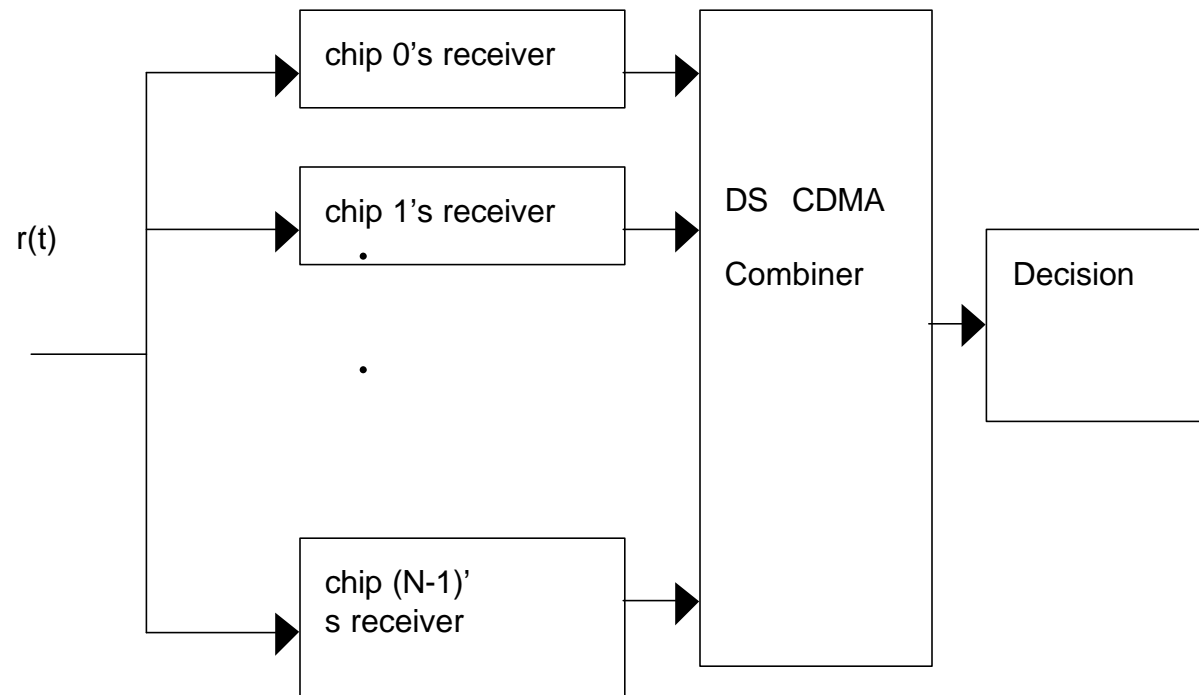 chip 0's receiver
chip 1's receiver
r(t)
DS CDMA
Combiner
Decision
chip (N-1)'
s receiver